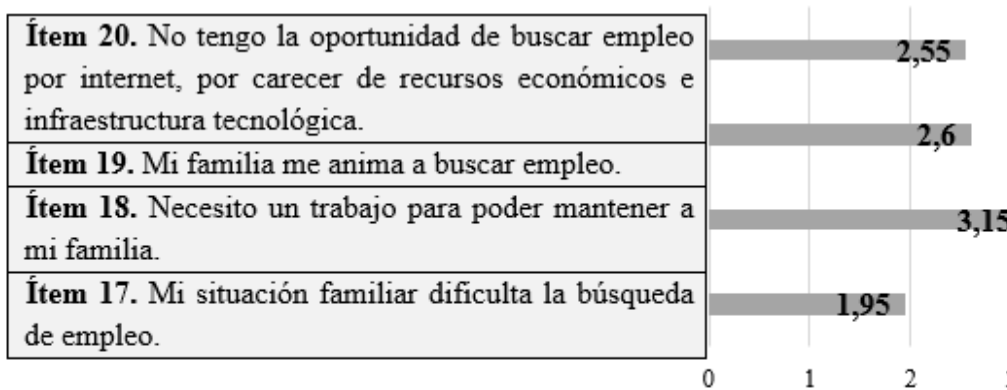 Ítem 20. No tengo la oportunidad de buscar empleo
por internet, por carecer de recursos económicos e
infraestructura tecnológica.
Ítem 19. Mi familia me anima a buscar empleo.
Ítem 18. Necesito un trabajo para poder mantener a
mi familia.
Ítem 17. Mi situación familiar dificulta la búsqueda
de empleo.
2,55
2,6
3,15
1,95
0 1 2